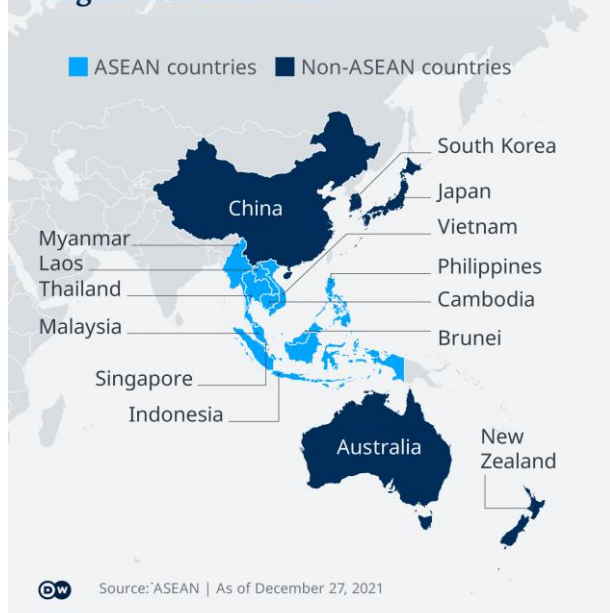 ASEAN countries Non-ASEAN countries
South Korea
Japan
China
Vietnam
Myanmar
Laos
Philippines
Thailand
Cambodia
Malaysia
Brunei
Singapore
Indonesia
Australia
New
Zealand
DW Source: ASEAN | As of December 27, 2021